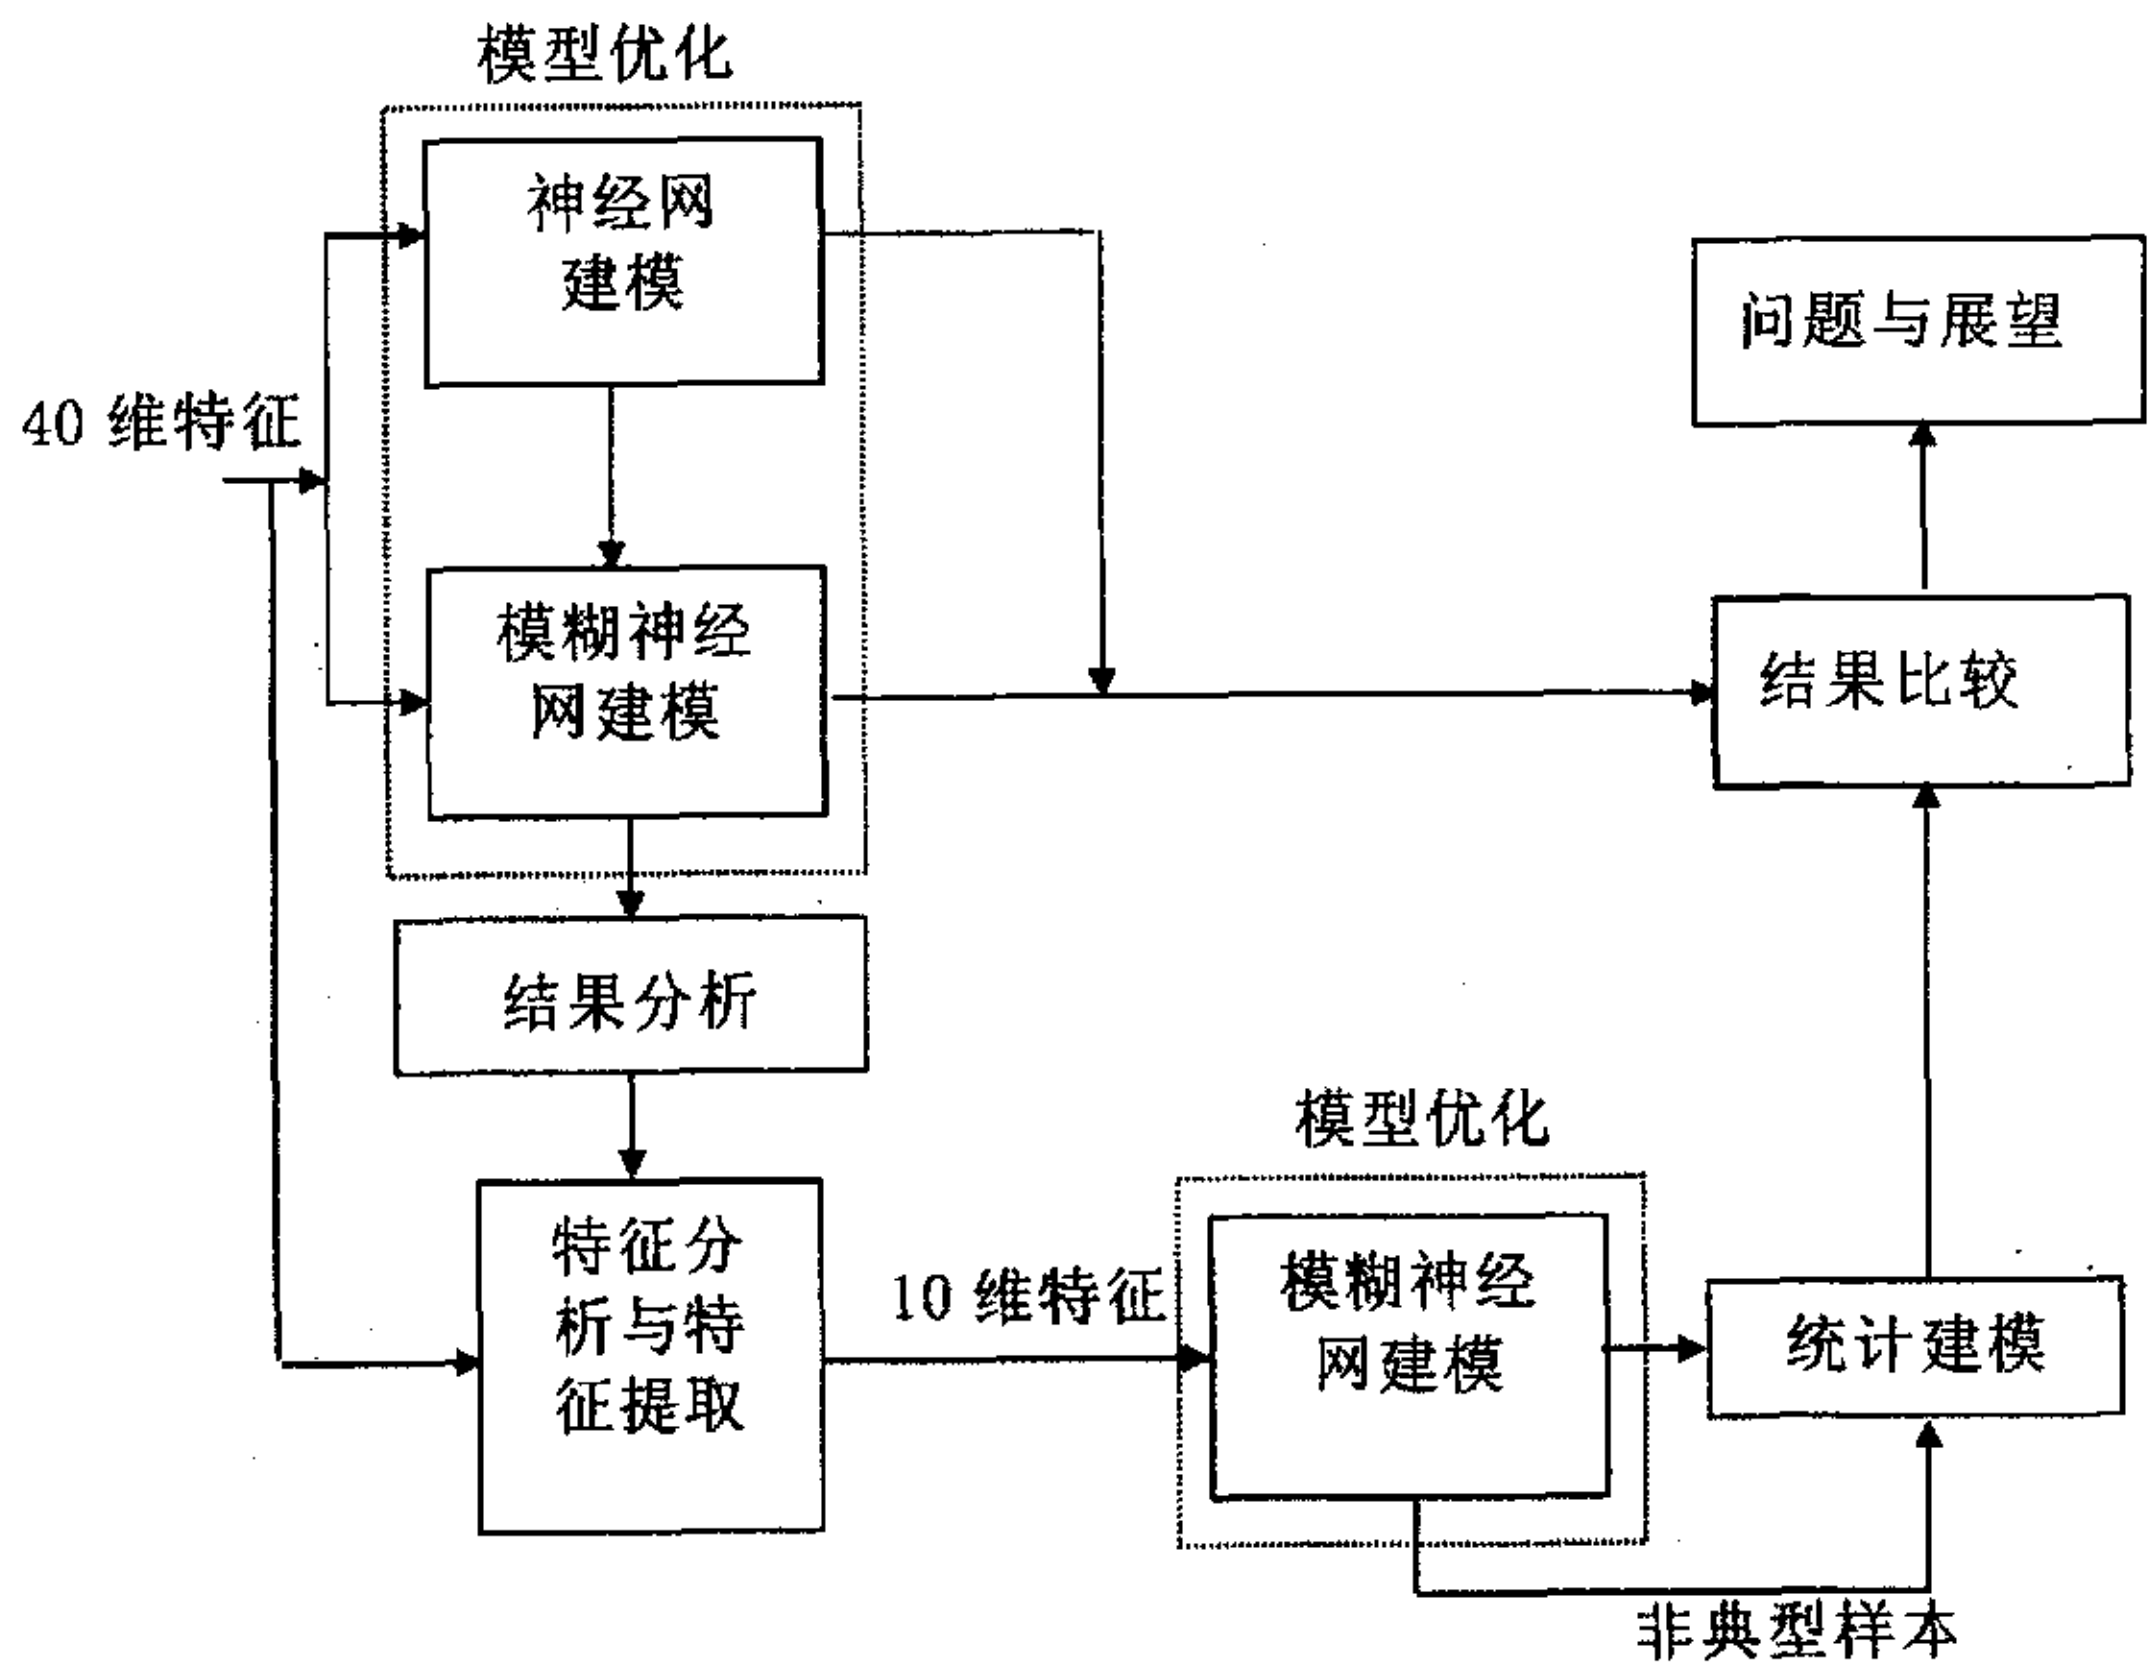 模型优化
神经网
建模
40 维特征
模糊神经
网建模
结果分析
特征分
析与特
征提取
10 维特征
模型优化
模糊神经
网建模
统计建模
非典型样本
结果比较
问题与展望